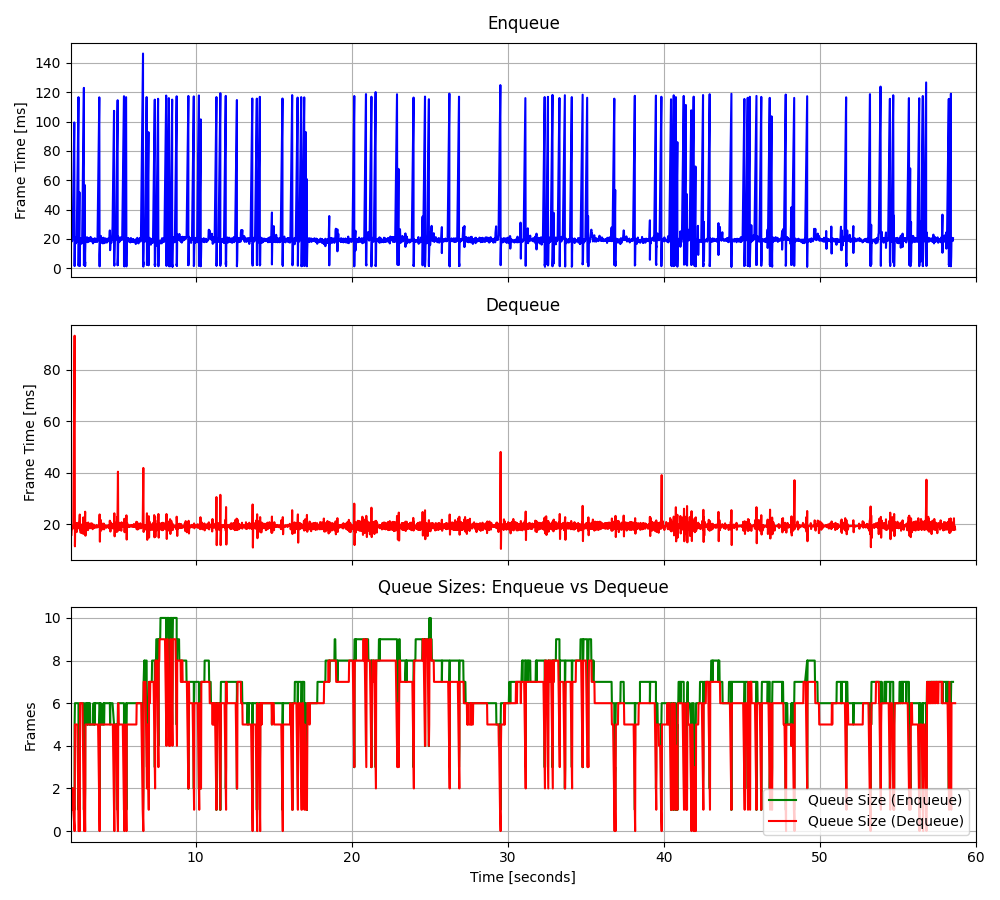 Enqueue
Frame Time [ms]
140
120
100
80
60
40
20
0
Dequeue
Frame Time [ms]
80
60
40
20
Queue Sizes: Enqueue vs Dequeue
Frames
10
8
6
4
2
0
Queue Size (Enqueue)
Queue Size (Dequeue)
10 20 30 40 50 60
Time [seconds]